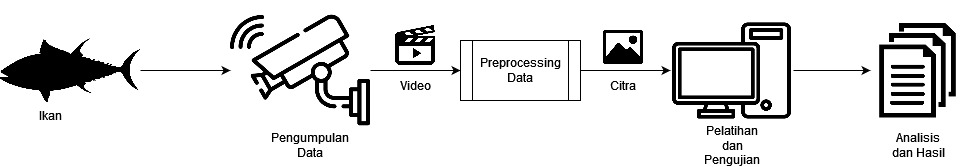 Ikan
Pengumpulan
Data
Video
Preprocessing
Data
Citra
Pelatihan
dan
Pengujian
Analisis
dan Hasil